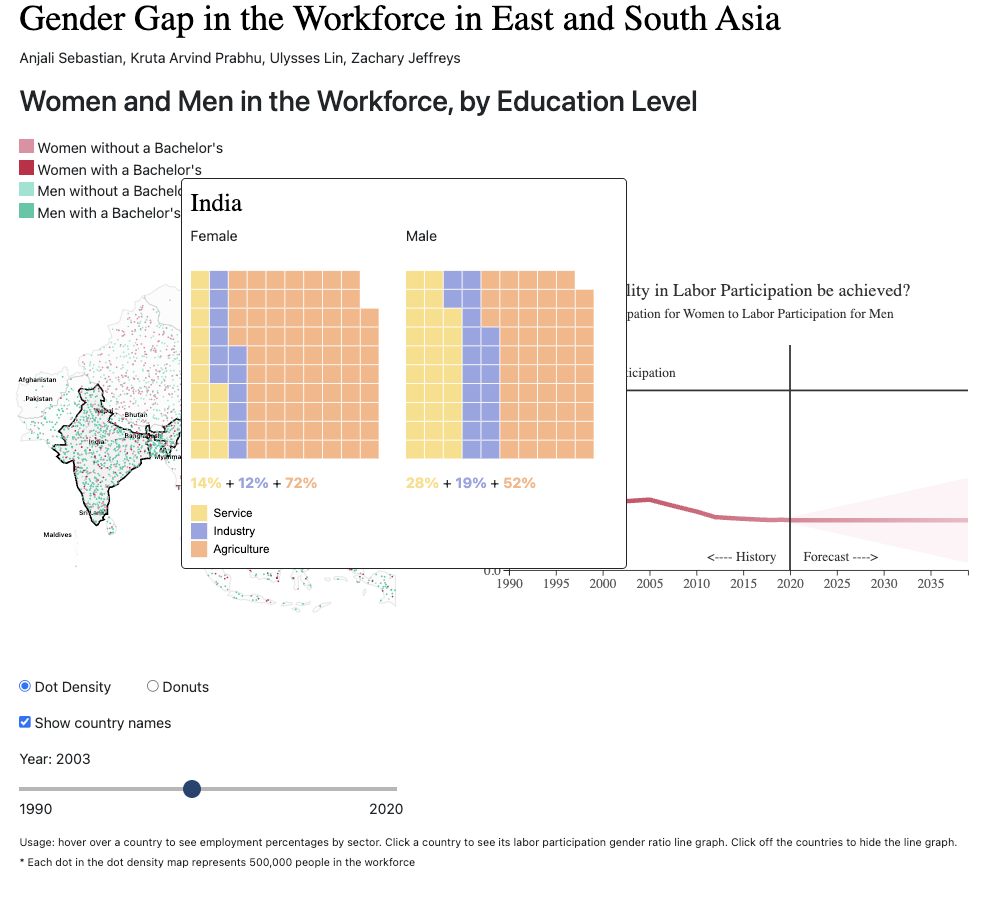 Gender Gap in the Workforce in East and South Asia
Anjali Sebastian, Kruta Arvind Prabhu, Ulysses Lin, Zachary Jeffreys
Women and Men in the Workforce, by Education Level
Women without a Bachelor's
Women with a Bachelor's
Men without a Bachelo
Men with a Bachelor's
India
Female
Male
14% + 12% + 72%
28% + 19% + 52%
Service
Industry
Agriculture
lity in Labor Participation be achieved?
pation for Women to Labor Participation for Men
ticipation
<---- History
Forecast ---->
0.0
1990
1995
2000
2005
2010
2015
2020
2025
2030
2035
Afghanistan
Pakistan
Nepal
Bhutan
India
Bangladesh
Myanma
Sri Lanka
Maldives
Dot Density
Donuts
Show country names
Year: 2003
1990
2020
Usage: hover over a country to see employment percentages by sector. Click a country to see its labor participation gender ratio line graph. Click off the countries to hide the line graph.
* Each dot in the dot density map represents 500,000 people in the workforce